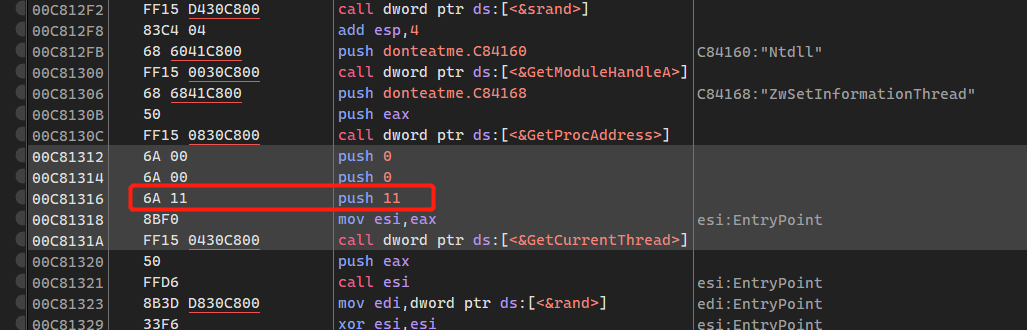 00C812F2 FF15 D430C800 call dword ptr ds:[<&srand>]
00C812F8 83C4 04 add esp,4
00C812FB 68 6041C800 push donteatme.C84160 C84160:"Ntdll"
00C81300 FF15 0030C800 call dword ptr ds:[<&GetModuleHandleA>]
00C81306 68 6841C800 push donteatme.C84168 C84168:"ZwSetInformationThread"
00C8130B 50 push eax
00C8130C FF15 0830C800 call dword ptr ds:[<&GetProcAddress>]
00C81312 6A 00 push 0
00C81314 6A 00 push 0
00C81316 6A 11 push 11
00C81318 8BF0 mov esi,eax esi:EntryPoint
00C8131A FF15 0430C800 call dword ptr ds:[<&GetCurrentThread>]
00C81320 50 push eax
00C81321 FFD6 call esi esi:EntryPoint
00C81323 8B3D D830C800 mov edi,dword ptr ds:[<&rand>] edi:EntryPoint
00C81329 33F6 xor esi,esi esi:EntryPoint